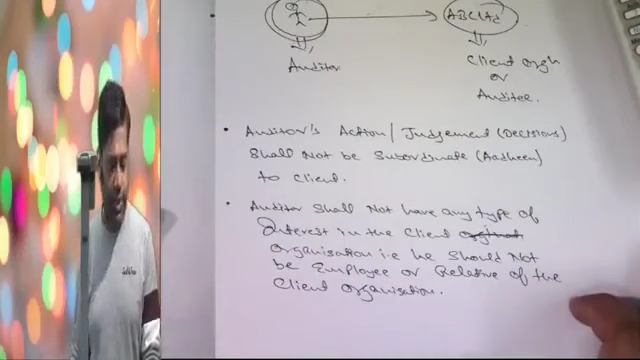 ABC Ltd
Auditor
Client orgn
or
Auditee.
• Auditor's Action / Judgement (Decisions)
Shall Not be Subordinate (Aadheen)
to Client.
• Auditor Shall Not have any type of
Interest in the Client
Organisation i.e he Should Not
be Employee or Relative of the
Client Organisation.